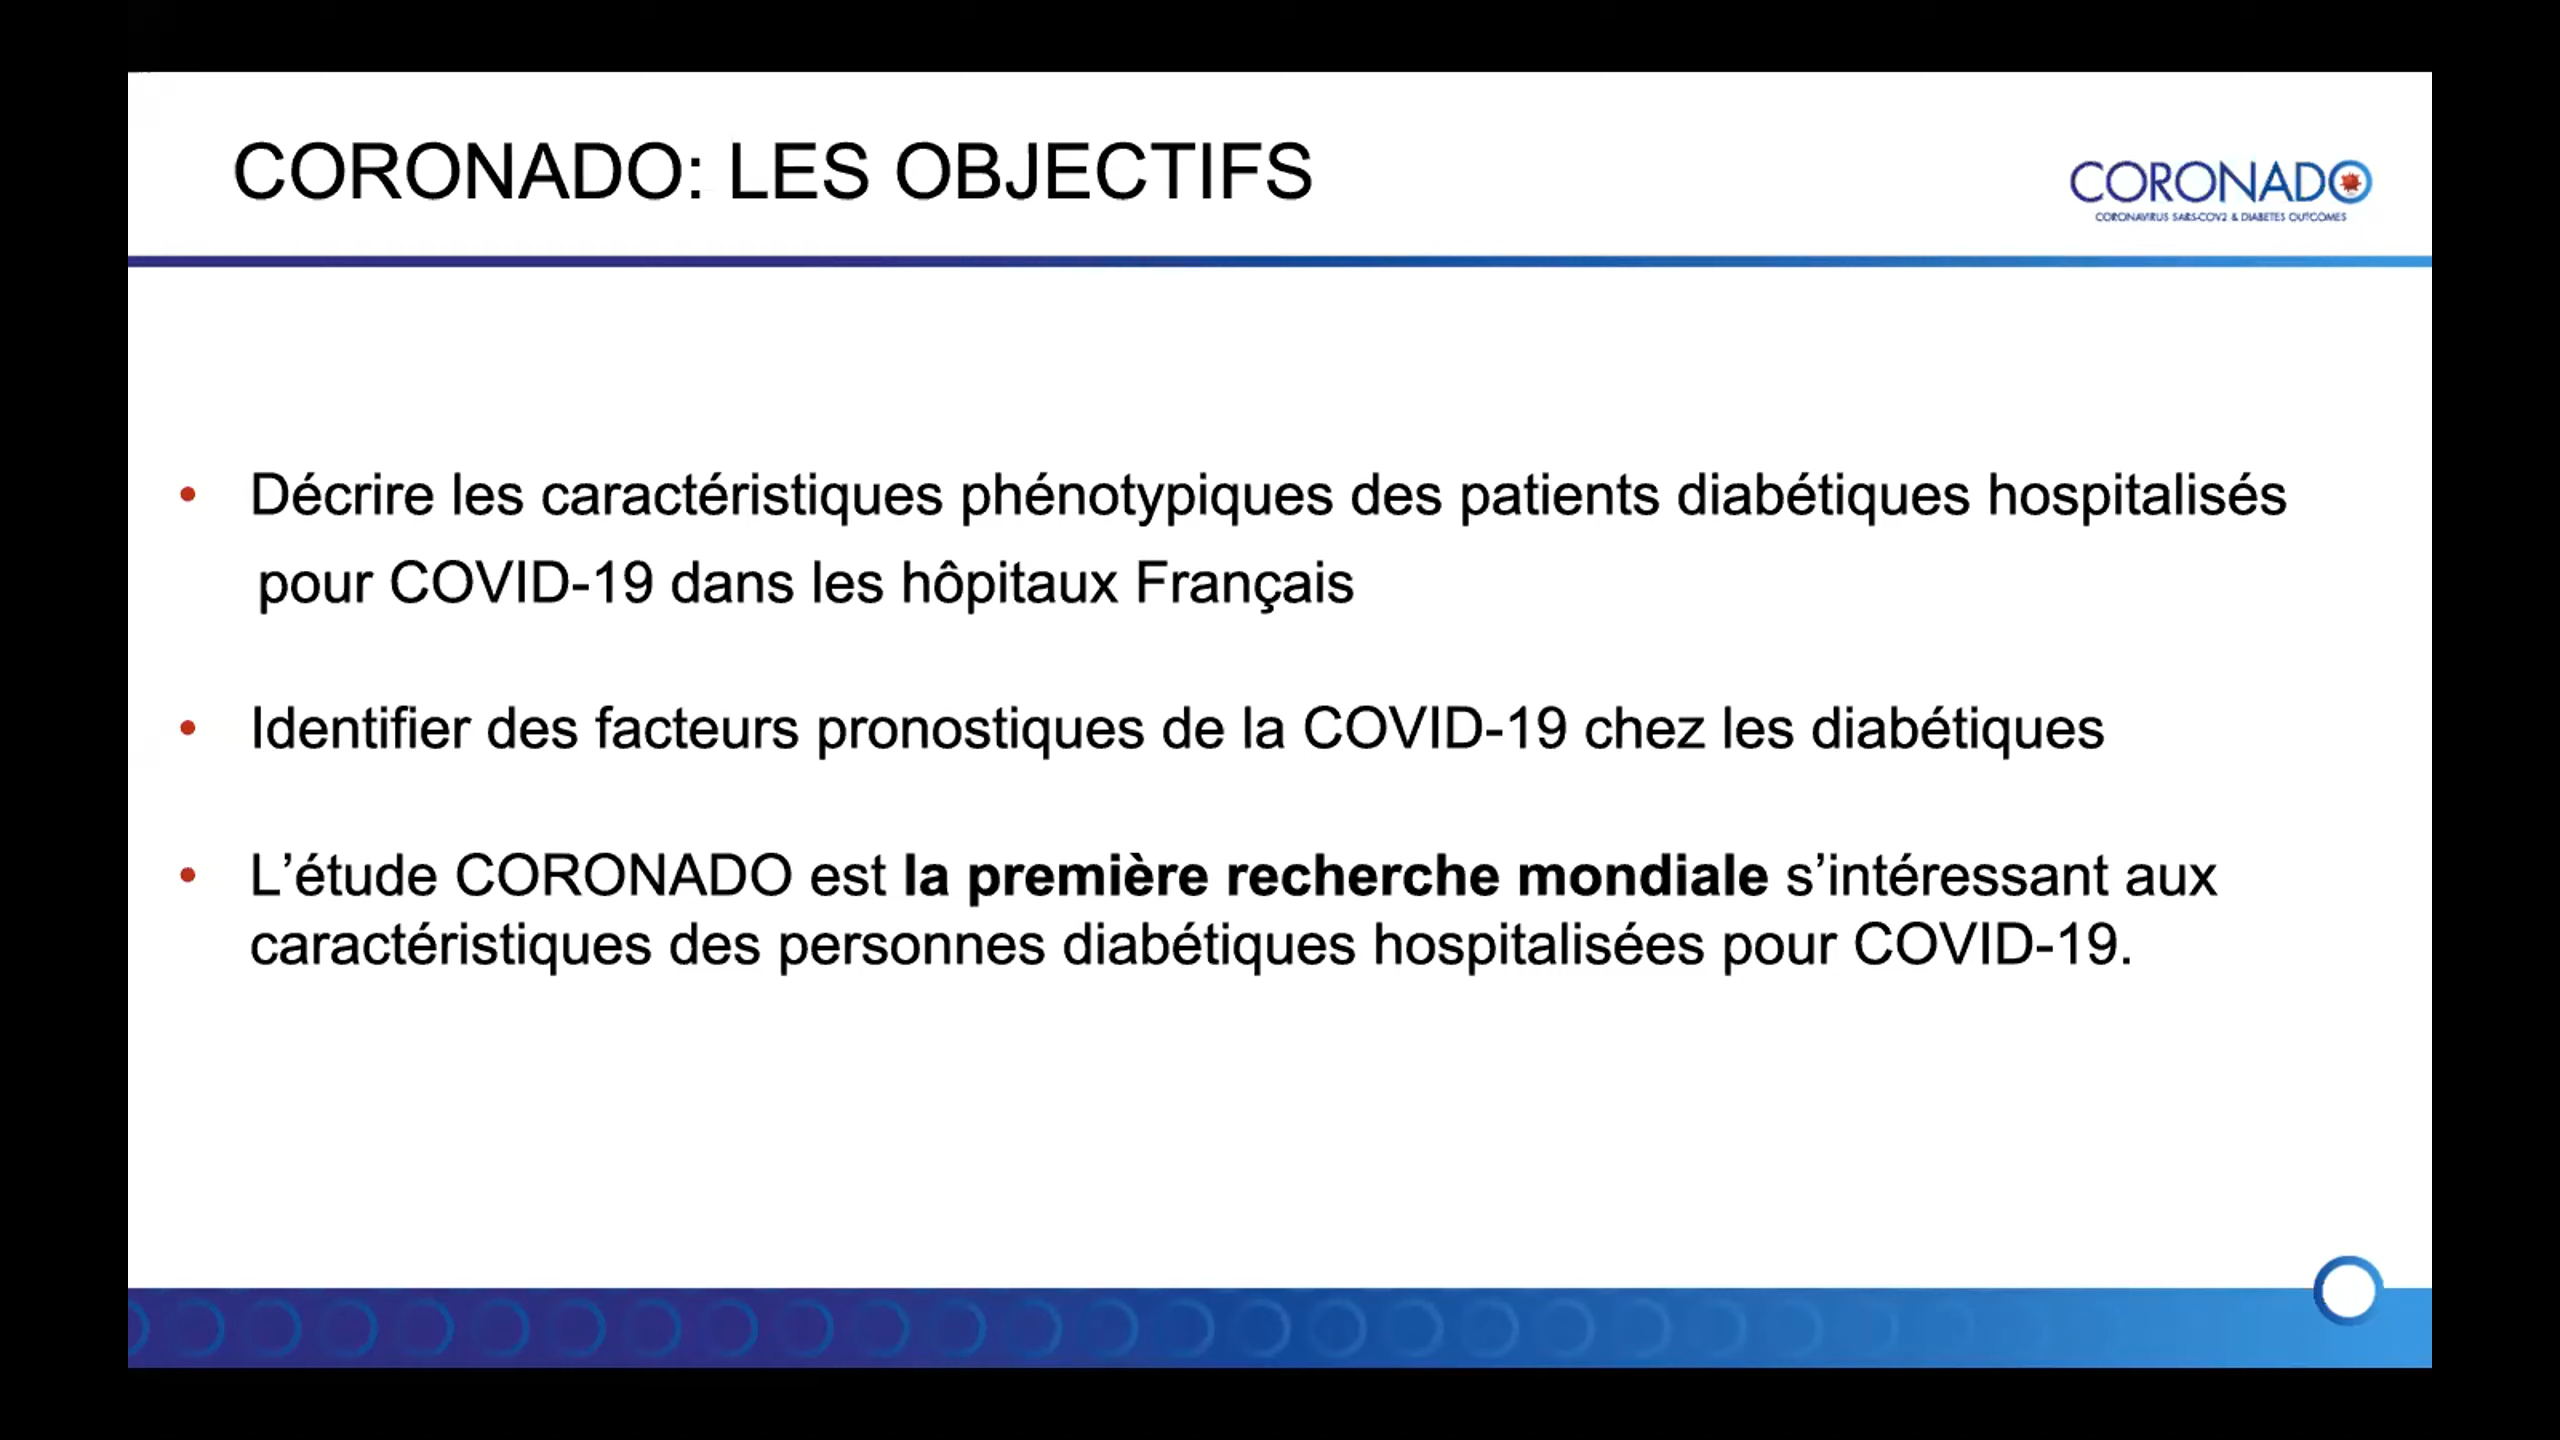 CORONADO: LES OBJECTIFS
CORONADO
CORONAVIRUS SARS-COV2 & DIABETES OUTCOMES
• Décrire les caractéristiques phénotypiques des patients diabétiques hospitalisés
pour COVID-19 dans les hôpitaux Français
• Identifier des facteurs pronostiques de la COVID-19 chez les diabétiques
• L’étude CORONADO est la première recherche mondiale s’intéressant aux
caractéristiques des personnes diabétiques hospitalisées pour COVID-19.